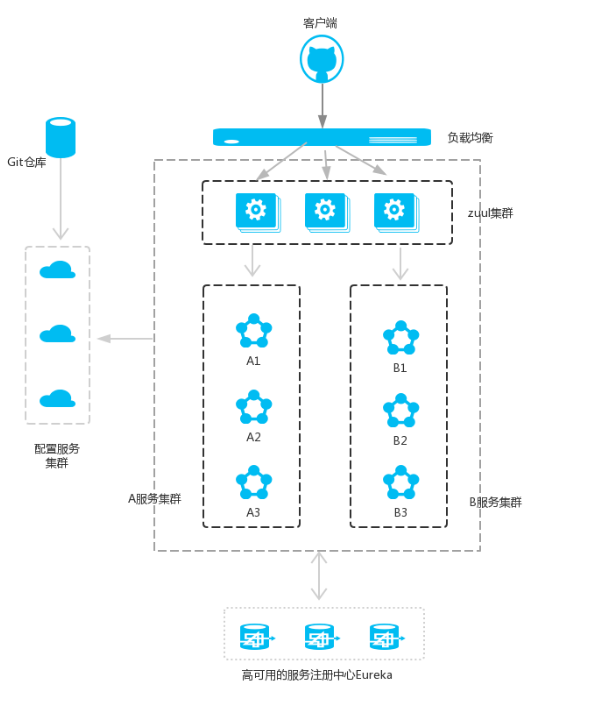 客户端
负载均衡
Git仓库
zuul集群
A1
B1
A2
B2
配置服务
集群
A服务集群
B服务集群
A3
B3
高可用的服务注册中心Eureka